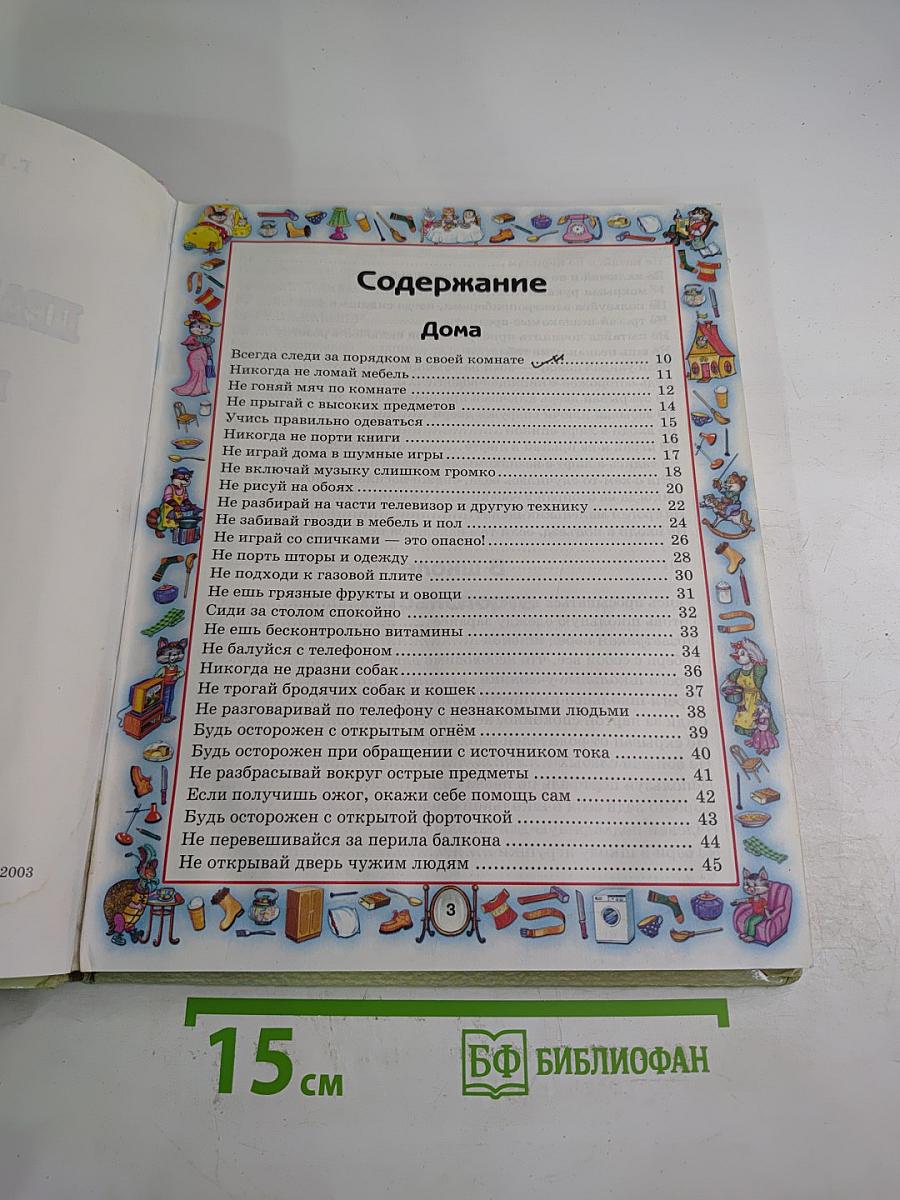 Содержание
Дома
Всегда следи за порядком в своей комнате .................. 10
Никогда не ломай мебель .................. 11
Не гоняй мяч по комнате .................. 12
Не прыгай с высоких предметов .................. 14
Учись правильно одеваться .................. 15
Никогда не порти книги .................. 16
Не играй дома в шумные игры .................. 17
Не включай музыку слишком громко .................. 18
Не рисуй на обоях .................. 20
Не разбирай на части телевизор и другую технику .................. 22
Не забивай гвозди в мебель и пол .................. 24
Не играй со спичками — это опасно! .................. 26
Не порть шторы и одежду .................. 28
Не подходи к газовой плите .................. 30
Не ешь грязные фрукты и овощи .................. 31
Сиди за столом спокойно .................. 32
Не ешь бесконтрольно витамины .................. 33
Не балуйся с телефоном .................. 34
Никогда не дразни собак .................. 36
Не трогай бродячих собак и кошек .................. 37
Не разговаривай по телефону с незнакомыми людьми ........ 38
Будь осторожен с открытым огнём .................. 39
Будь осторожен при обращении с источником тока .................. 40
Не разбрасывай вокруг острые предметы .................. 41
Если получишь ожог, окажи себе помощь сам .................. 42
Будь осторожен с открытой форточкой .................. 43
Не перевешивайся за перила балкона .................. 44
Не открывай дверь чужим людям .................. 45
3
2003
15 см
БФ БИБЛИОФАН